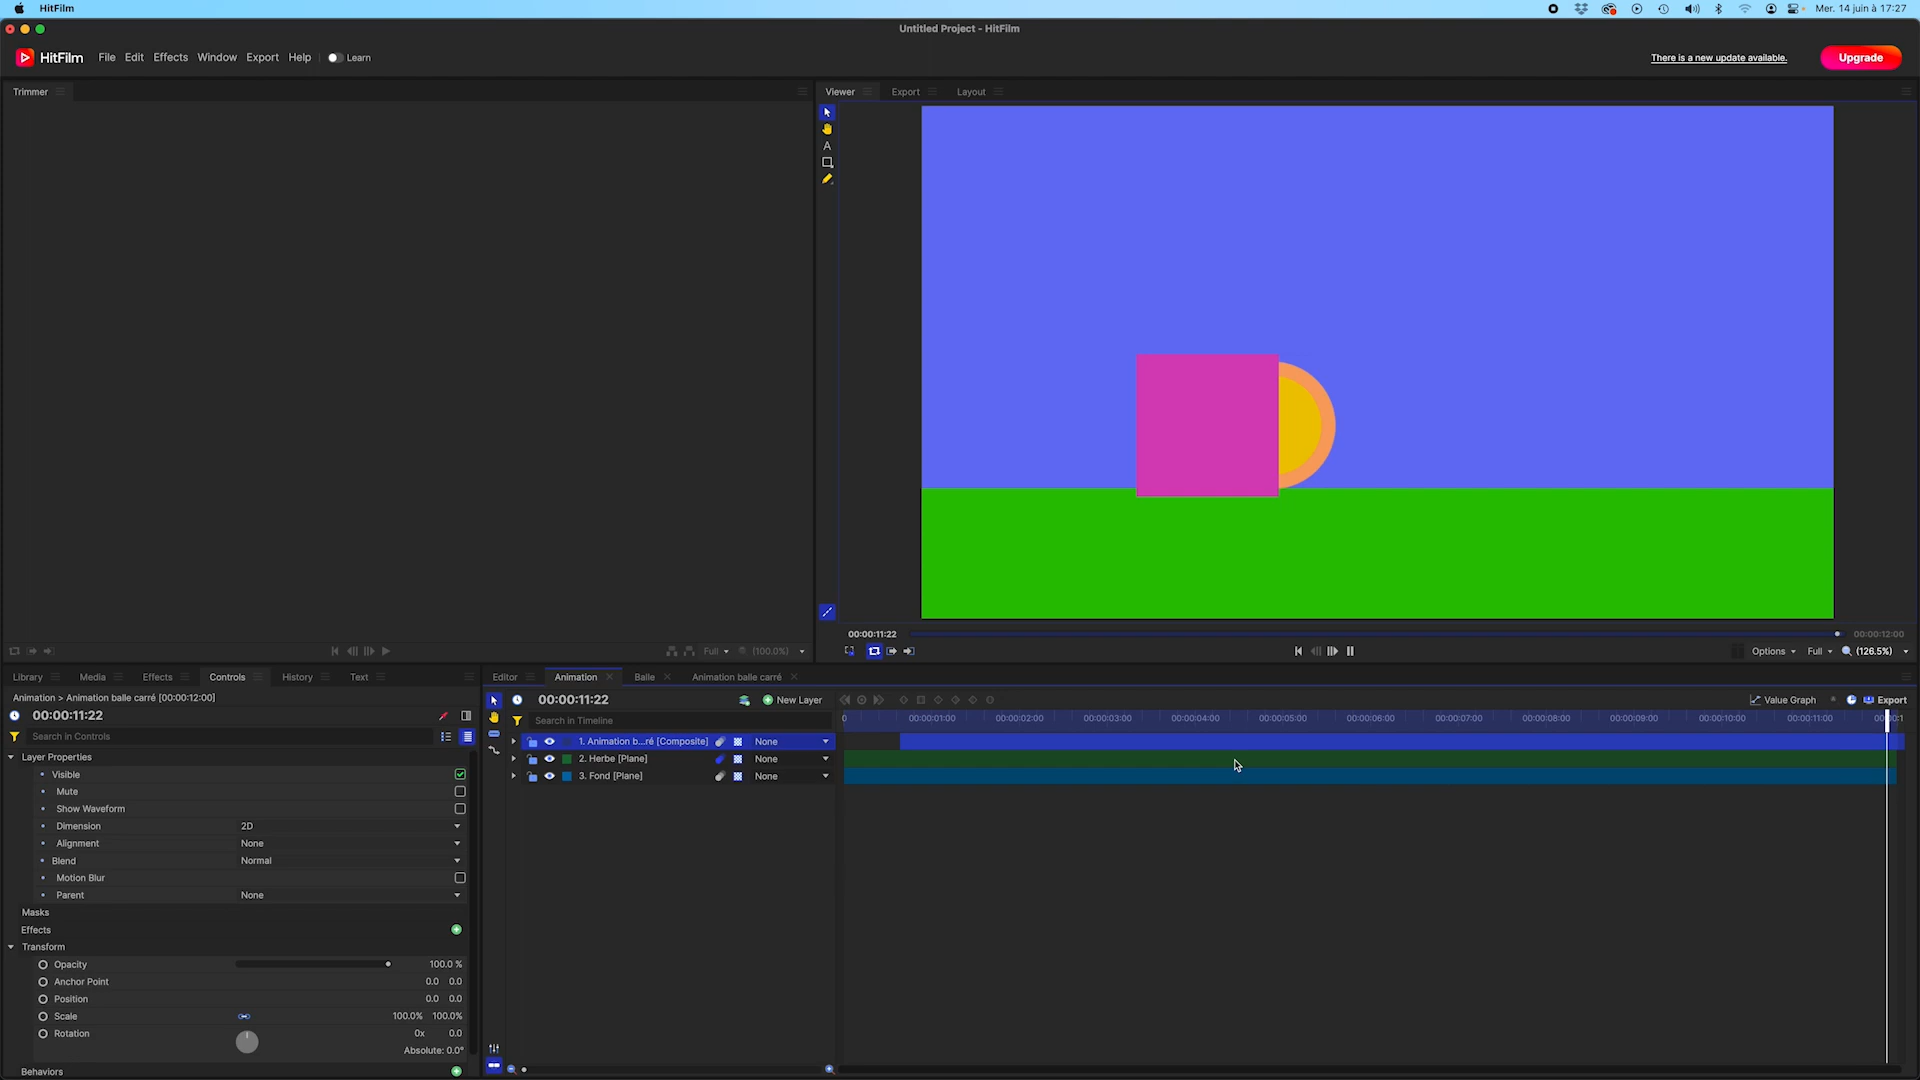 HitFilm
Mer. 14 juin à 17:27
Untitled Project - HitFilm
HitFilm File Edit Effects Window Export Help Learn
There is a new update available. Upgrade
Trimmer
Viewer Export Layout
A
Full (100.0%)
00:00:11:22 00:00:12:00
Options Full (126.5%)
Library Media Effects Controls History Text
Editor Animation Balle Animation balle carré
Animation > Animation balle carré [00:00:12:00]
00:00:11:22
Search in Controls
Layer Properties
Visible
Mute
Show Waveform
Dimension 2D
Alignment None
Blend Normal
Motion Blur
Parent None
Masks
Effects
Transform
Opacity 100.0 %
Anchor Point 0.0 0.0
Position 0.0 0.0
Scale 100.0% 100.0%
Rotation 0x 0.0
Absolute: 0.0°
Behaviors
00:00:11:22 New Layer Value Graph Export
Search in Timeline
0 00:00:01:00 00:00:02:00 00:00:03:00 00:00:04:00 00:00:05:00 00:00:06:00 00:00:07:00 00:00:08:00 00:00:09:00 00:00:10:00 00:00:11:00
1. Animation b...ré [Composite] None
2. Herbe [Plane] None
3. Fond [Plane] None